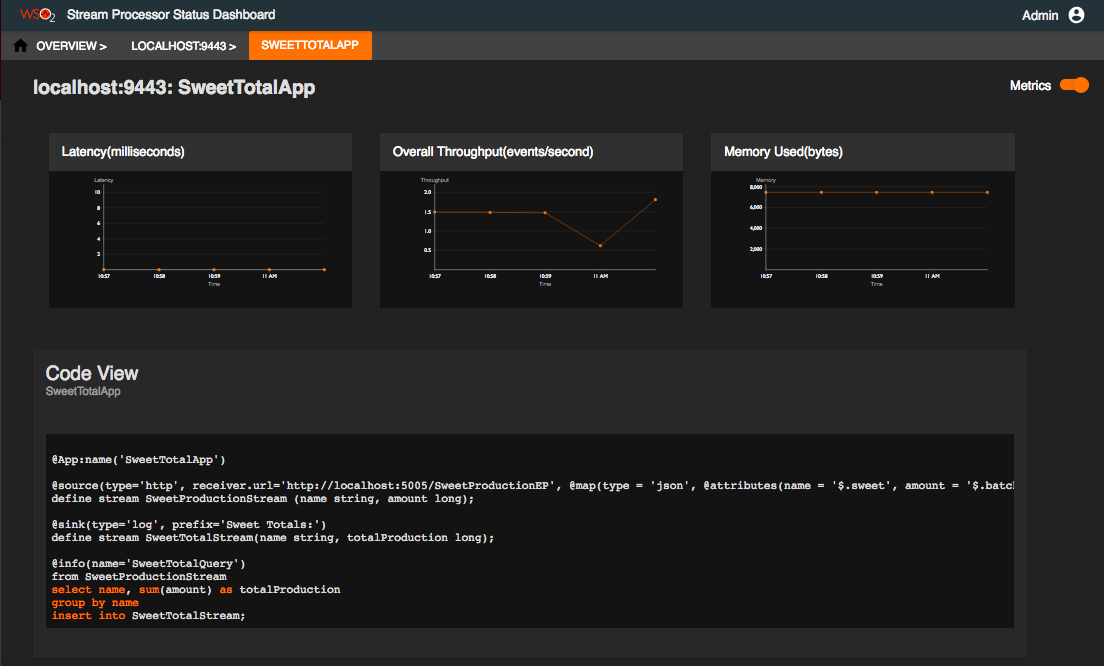 WSO2 Stream Processor Status Dashboard Admin
OVERVIEW > LOCALHOST:9443 > SWEETTOTALAPP
localhost:9443: SweetTotalApp Metrics
Latency(milliseconds)
Latency
10
8
6
4
2
10:57 10:58 10:59 11 AM
Time
Overall Throughput(events/second)
Throughput
2.0
1.5
1.0
0.5
10:57 10:58 10:59 11 AM
Time
Memory Used(bytes)
Memory
8,000
6,000
4,000
2,000
10:57 10:58 10:59 11 AM
Time
Code View
SweetTotalApp
@App:name('SweetTotalApp')
@source(type='http', receiver.url='http://localhost:5005/SweetProductionEP', @map(type = 'json', @attributes(name = '$.sweet', amount = '$.batch
define stream SweetProductionStream (name string, amount long);
@sink(type='log', prefix='Sweet Totals:')
define stream SweetTotalStream(name string, totalProduction long);
@info(name='SweetTotalQuery')
from SweetProductionStream
select name, sum(amount) as totalProduction
group by name
insert into SweetTotalStream;